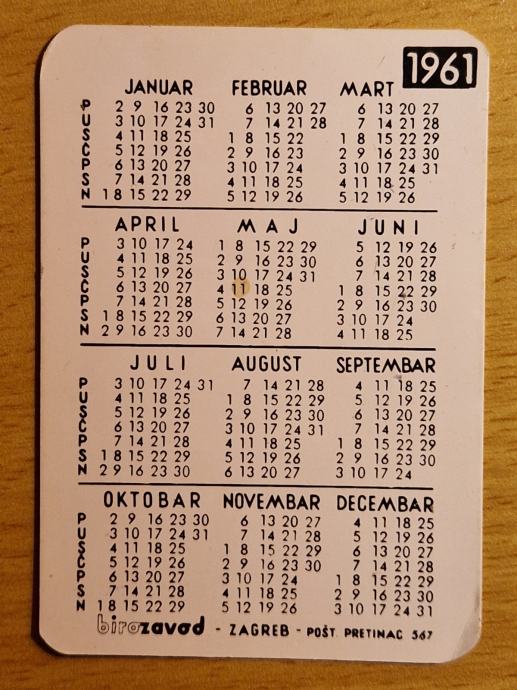 1961
JANUAR FEBRUAR MART
P 2 9 16 23 30 6 13 20 27 6 13 20 27
U 3 10 17 24 31 7 14 21 28 7 14 21 28
S 4 11 18 25 1 8 15 22 1 8 15 22 29
Č 5 12 19 26 2 9 16 23 2 9 16 23 30
P 6 13 20 27 3 10 17 24 3 10 17 24 31
S 7 14 21 28 4 11 18 25 4 11 18 25
N 1 8 15 22 29 5 12 19 26 5 12 19 26
APRIL MAJ JUNI
P 3 10 17 24 1 8 15 22 29 5 12 19 26
U 4 11 18 25 2 9 16 23 30 6 13 20 27
S 5 12 19 26 3 10 17 24 31 7 14 21 28
Č 6 13 20 27 4 11 18 25 1 8 15 22 29
P 7 14 21 28 5 12 19 26 2 9 16 23 30
S 1 8 15 22 29 6 13 20 27 3 10 17 24
N 2 9 16 23 30 7 14 21 28 4 11 18 25
JULI AUGUST SEPTEMBAR
P 3 10 17 24 31 7 14 21 28 4 11 18 25
U 4 11 18 25 1 8 15 22 29 5 12 19 26
S 5 12 19 26 2 9 16 23 30 6 13 20 27
Č 6 13 20 27 3 10 17 24 31 7 14 21 28
P 7 14 21 28 4 11 18 25 1 8 15 22 29
S 1 8 15 22 29 5 12 19 26 2 9 16 23 30
N 2 9 16 23 30 6 13 20 27 3 10 17 24
OKTOBAR NOVEMBAR DECEMBAR
P 2 9 16 23 30 6 13 20 27 4 11 18 25
U 3 10 17 24 31 7 14 21 28 5 12 19 26
S 4 11 18 25 1 8 15 22 29 6 13 20 27
Č 5 12 19 26 2 9 16 23 30 7 14 21 28
P 6 13 20 27 3 10 17 24 1 8 15 22 29
S 7 14 21 28 4 11 18 25 2 9 16 23 30
N 1 8 15 22 29 5 12 19 26 3 10 17 24 31
birozavod - ZAGREB - POŠT. PRETINAC 567